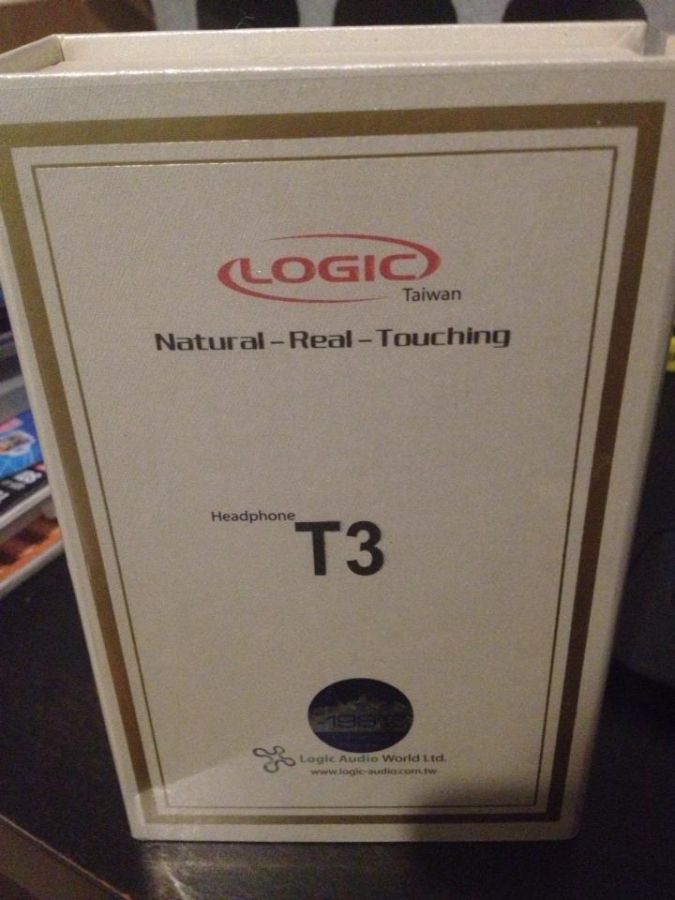 LOGIC
Taiwan
Natural-Real-Touching
Headphone
T3
Logic Audio World Ltd.
www.logic-audio.com.tw